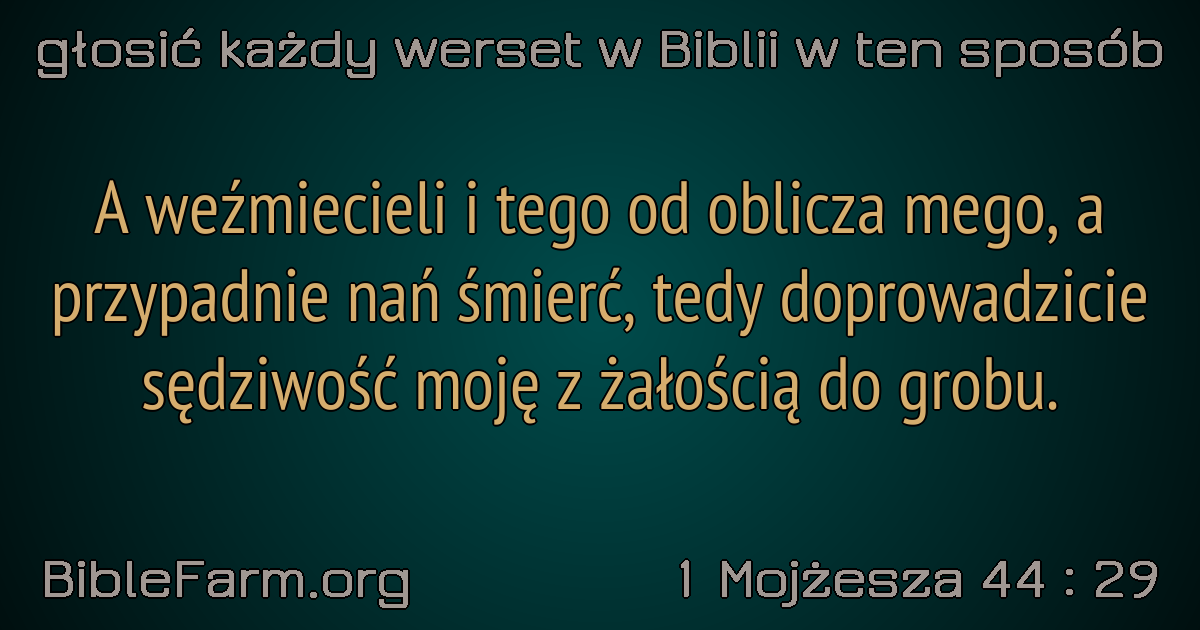 głosić każdy werset w Biblii w ten sposób
A weźmiecieli i tego od oblicza mego, a
przypadnie nań śmierć, tedy doprowadzicie
sędziwość moję z żałością do grobu.
BibleFarm.org
1 Mojżesza 44 : 29